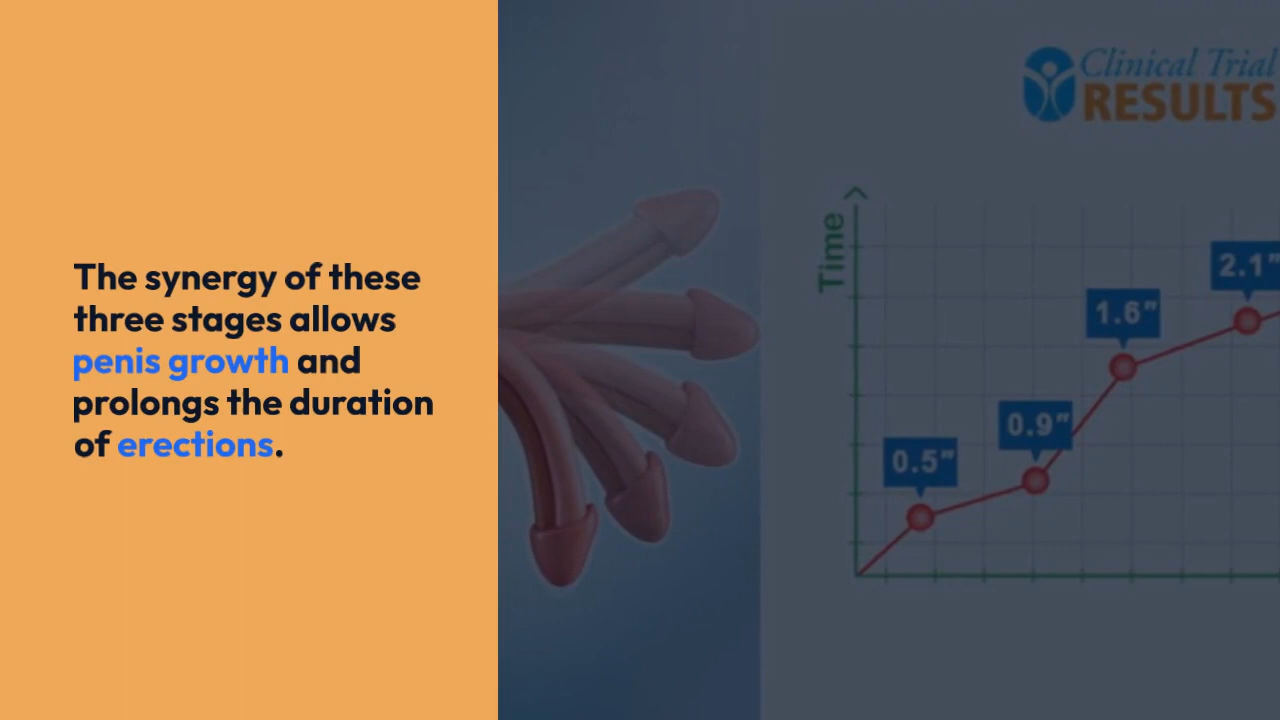 The synergy of these
three stages allows
penis growth and
prolongs the duration
of erections.
Clinical Trial
RESULTS
Time
0.5"
0.9"
1.6"
2.1"